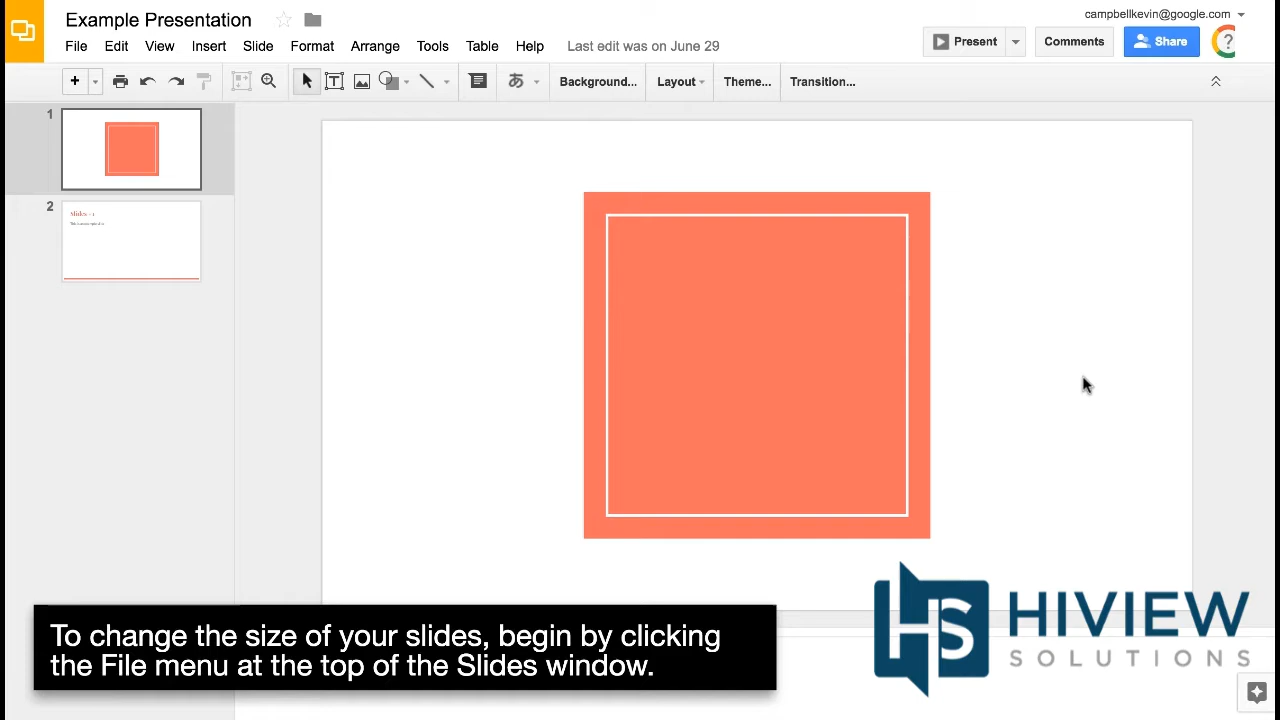 Example Presentation
campbellkevin@google.com
File Edit View Insert Slide Format Arrange Tools Table Help Last edit was on June 29
Present Comments Share
Background... Layout Theme... Transition...
1
2
Slides
To change the size of your slides, begin by clicking
the File menu at the top of the Slides window.
HS HIVIEW
SOLUTIONS